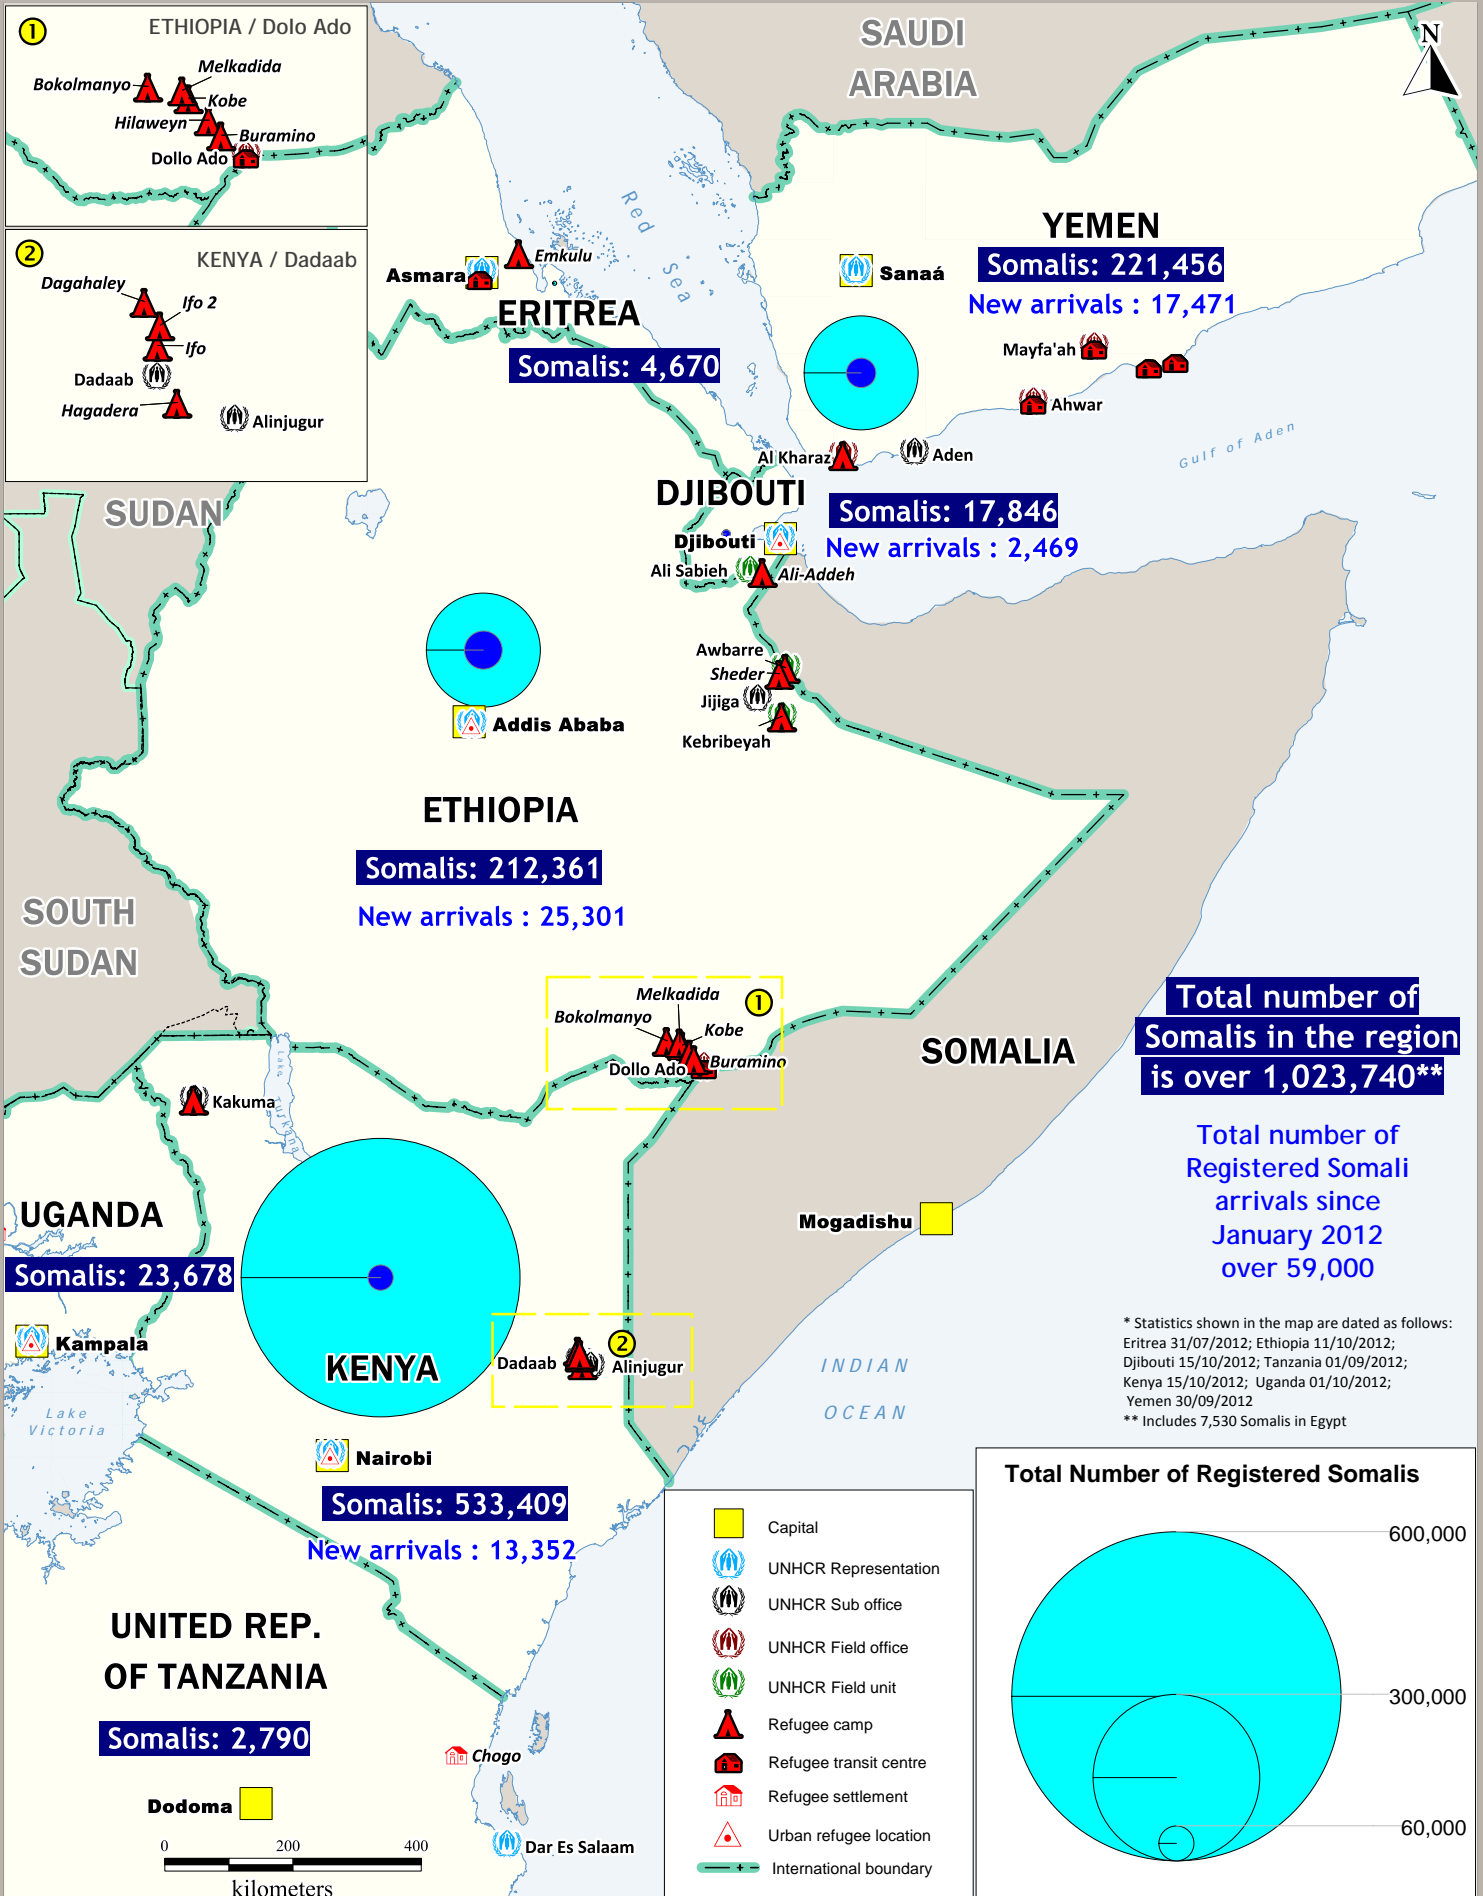 1
ETHIOPIA / Dolo Ado
Melkadida
Bokolmanyo
Kobe
Hilaweyn
Buramino
Dollo Ado
2
KENYA / Dadaab
Dagahaley
Ifo 2
Ifo
Dadaab
Hagadera
Alinjugur
SAUDI
ARABIA
N
Red Sea
YEMEN
Somalis: 221,456
New arrivals : 17,471
Sanaá
Mayfa'ah
Ahwar
Al Kharaz
Aden
Gulf of Aden
Asmara
Emkulu
ERITREA
Somalis: 4,670
SUDAN
DJIBOUTI
Somalis: 17,846
New arrivals : 2,469
Djibouti
Ali Sabieh
Ali-Addeh
Awbarre
Sheder
Jijiga
Kebribeyah
Addis Ababa
ETHIOPIA
Somalis: 212,361
New arrivals : 25,301
SOUTH
SUDAN
Melkadida
1
Bokolmanyo
Kobe
Buramino
Dollo Ado
SOMALIA
Total number of
Somalis in the region
is over 1,023,740**
Total number of
Registered Somali
arrivals since
January 2012
over 59,000
Lake Turkana
Kakuma
UGANDA
Somalis: 23,678
Kampala
Lake
Victoria
Mogadishu
KENYA
Dadaab
2
Alinjugur
INDIAN
OCEAN
* Statistics shown in the map are dated as follows:
Eritrea 31/07/2012; Ethiopia 11/10/2012;
Djibouti 15/10/2012; Tanzania 01/09/2012;
Kenya 15/10/2012; Uganda 01/10/2012;
Yemen 30/09/2012
** Includes 7,530 Somalis in Egypt
Nairobi
Somalis: 533,409
New arrivals : 13,352
UNITED REP.
OF TANZANIA
Somalis: 2,790
Chogo
Dodoma
Dar Es Salaam
0 200 400
kilometers
Capital
UNHCR Representation
UNHCR Sub office
UNHCR Field office
UNHCR Field unit
Refugee camp
Refugee transit centre
Refugee settlement
Urban refugee location
International boundary
Total Number of Registered Somalis
600,000
300,000
60,000